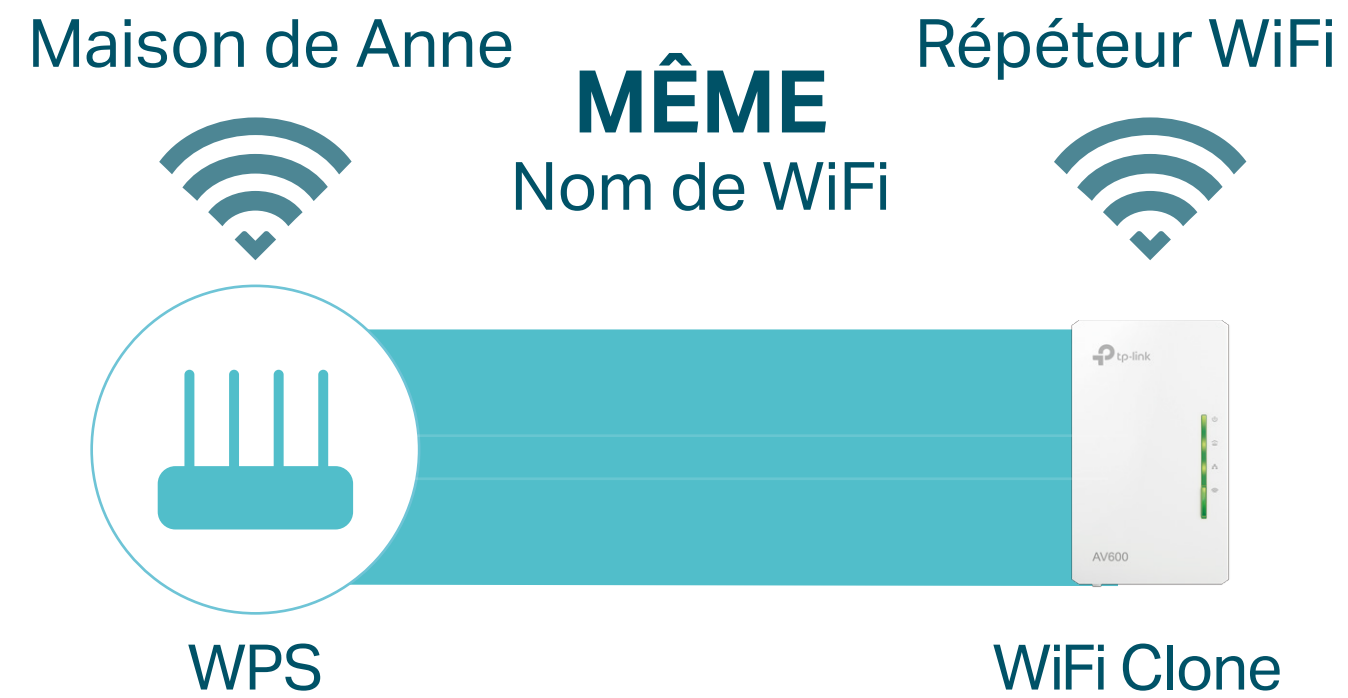 Maison de Anne
Répéteur WiFi
MÊME
Nom de WiFi
tp-link
AV600
WPS
WiFi Clone